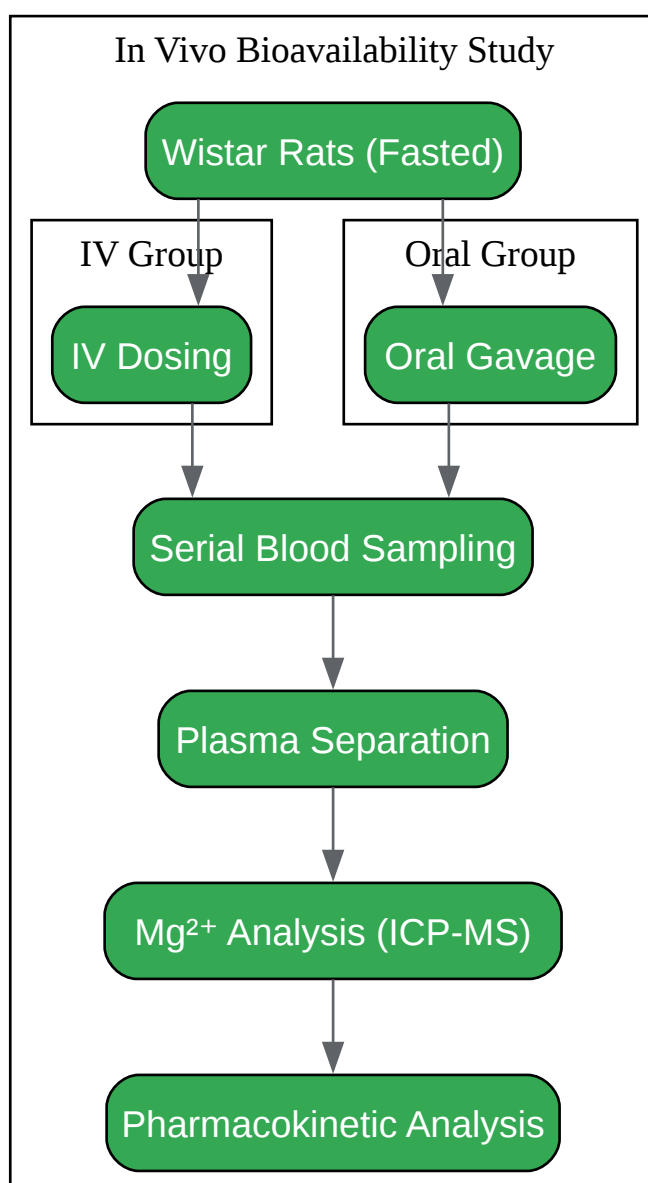 In Vivo Bioavailability Study
Wistar Rats (Fasted)
IV Group
Oral Group
IV Dosing
Oral Gavage
Serial Blood Sampling
Plasma Separation
Mg²⁺ Analysis (ICP-MS)
Pharmacokinetic Analysis